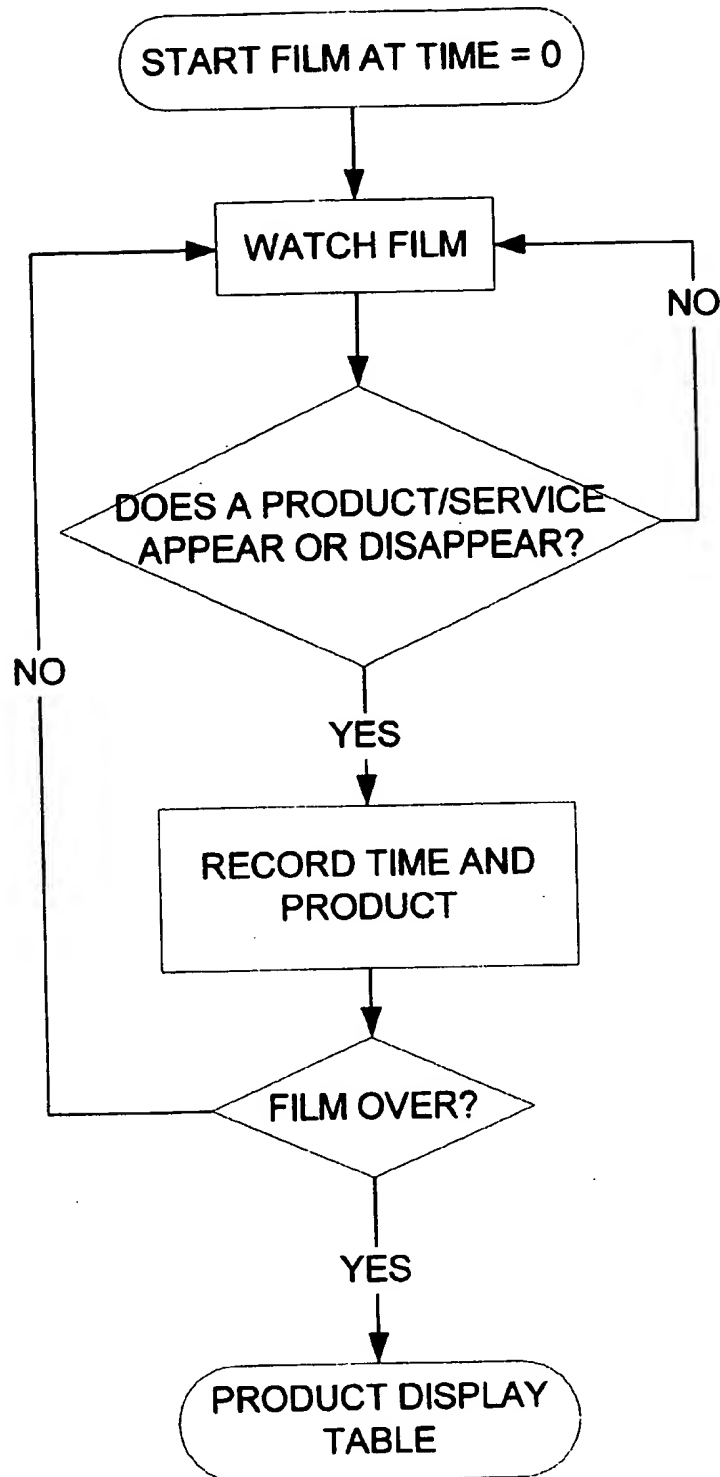 START FILM AT TIME = 0
WATCH FILM
NO
DOES A PRODUCT/SERVICE
APPEAR OR DISAPPEAR?
NO
YES
RECORD TIME AND
PRODUCT
FILM OVER?
YES
PRODUCT DISPLAY
TABLE